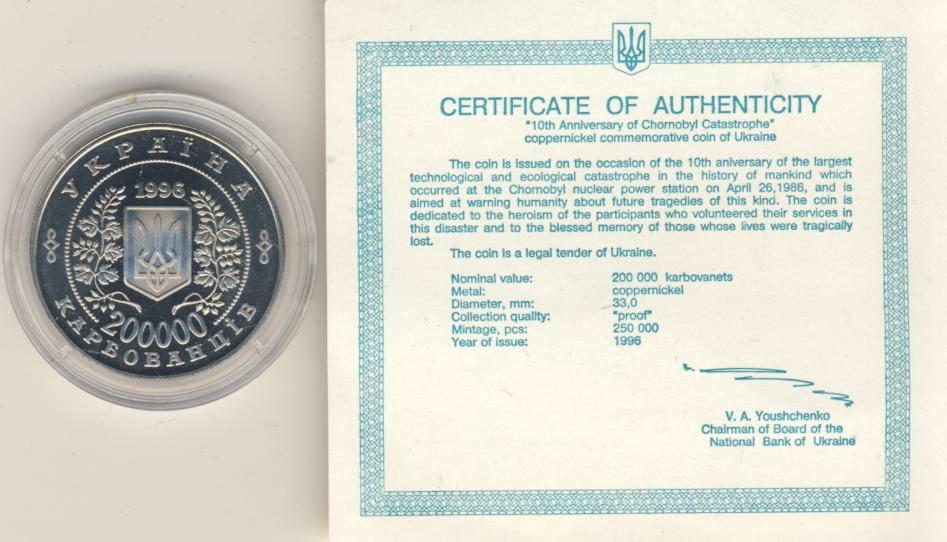 УКРАЇНА
1996
200000
КАРБОВАНЦІВ
CERTIFICATE OF AUTHENTICITY
"10th Anniversary of Chornobyl Catastrophe"
coppernickel commemorative coin of Ukraine
The coin is issued on the occasion of the 10th aniversary of the largest
technological and ecological catastrophe in the history of mankind which
occurred at the Chornobyl nuclear power station on April 26,1986, and is
aimed at warning humanity about future tragedies of this kind. The coin is
dedicated to the heroism of the participants who volunteered their services in
this disaster and to the blessed memory of those whose lives were tragically
lost.
The coin is a legal tender of Ukraine.
Nominal value: 200 000 karbovanets
Metal: coppernickel
Diameter, mm: 33,0
Collection quality: "proof"
Mintage, pcs: 250 000
Year of issue: 1996
V. A. Youshchenko
Chairman of Board of the
National Bank of Ukraine